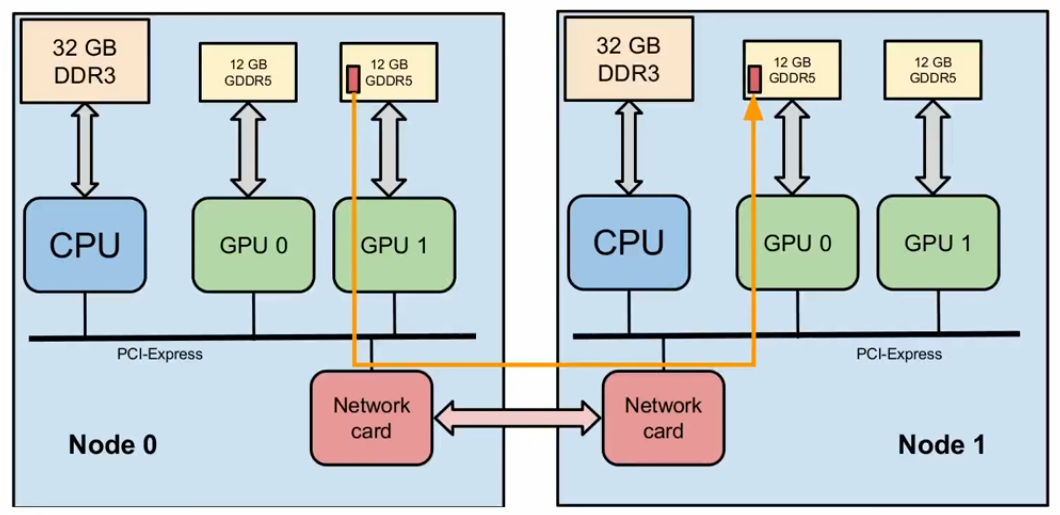 32 GB
DDR3
12 GB
GDDR5
12 GB
GDDR5
CPU
GPU 0
GPU 1
PCI-Express
Network
card
Node 0
32 GB
DDR3
12 GB
GDDR5
12 GB
GDDR5
CPU
GPU 0
GPU 1
PCI-Express
Network
card
Node 1